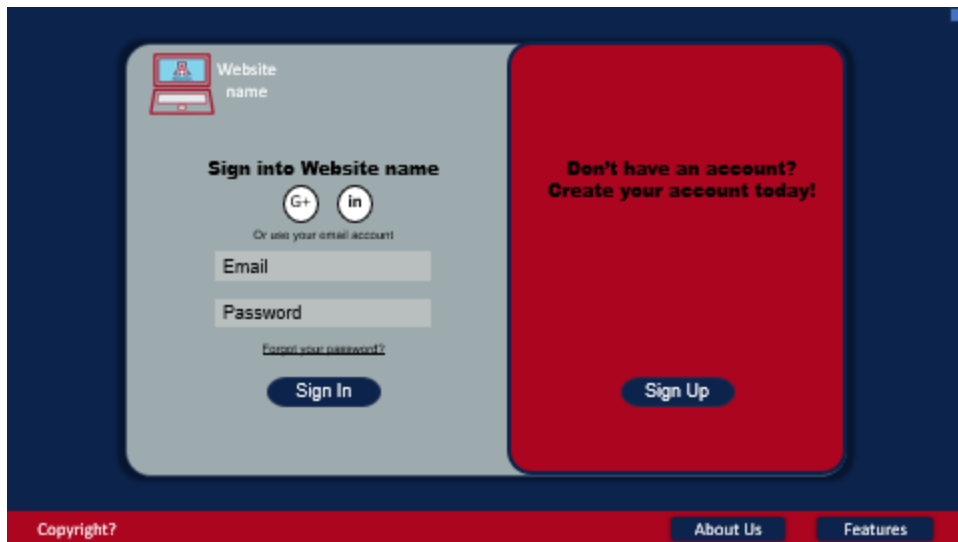 Website
name
Sign into Website name
G+ in
Or use your email account
Email
Password
Forgot your password?
Sign In
Don't have an account?
Create your account today!
Sign Up
Copyright?
About Us
Features